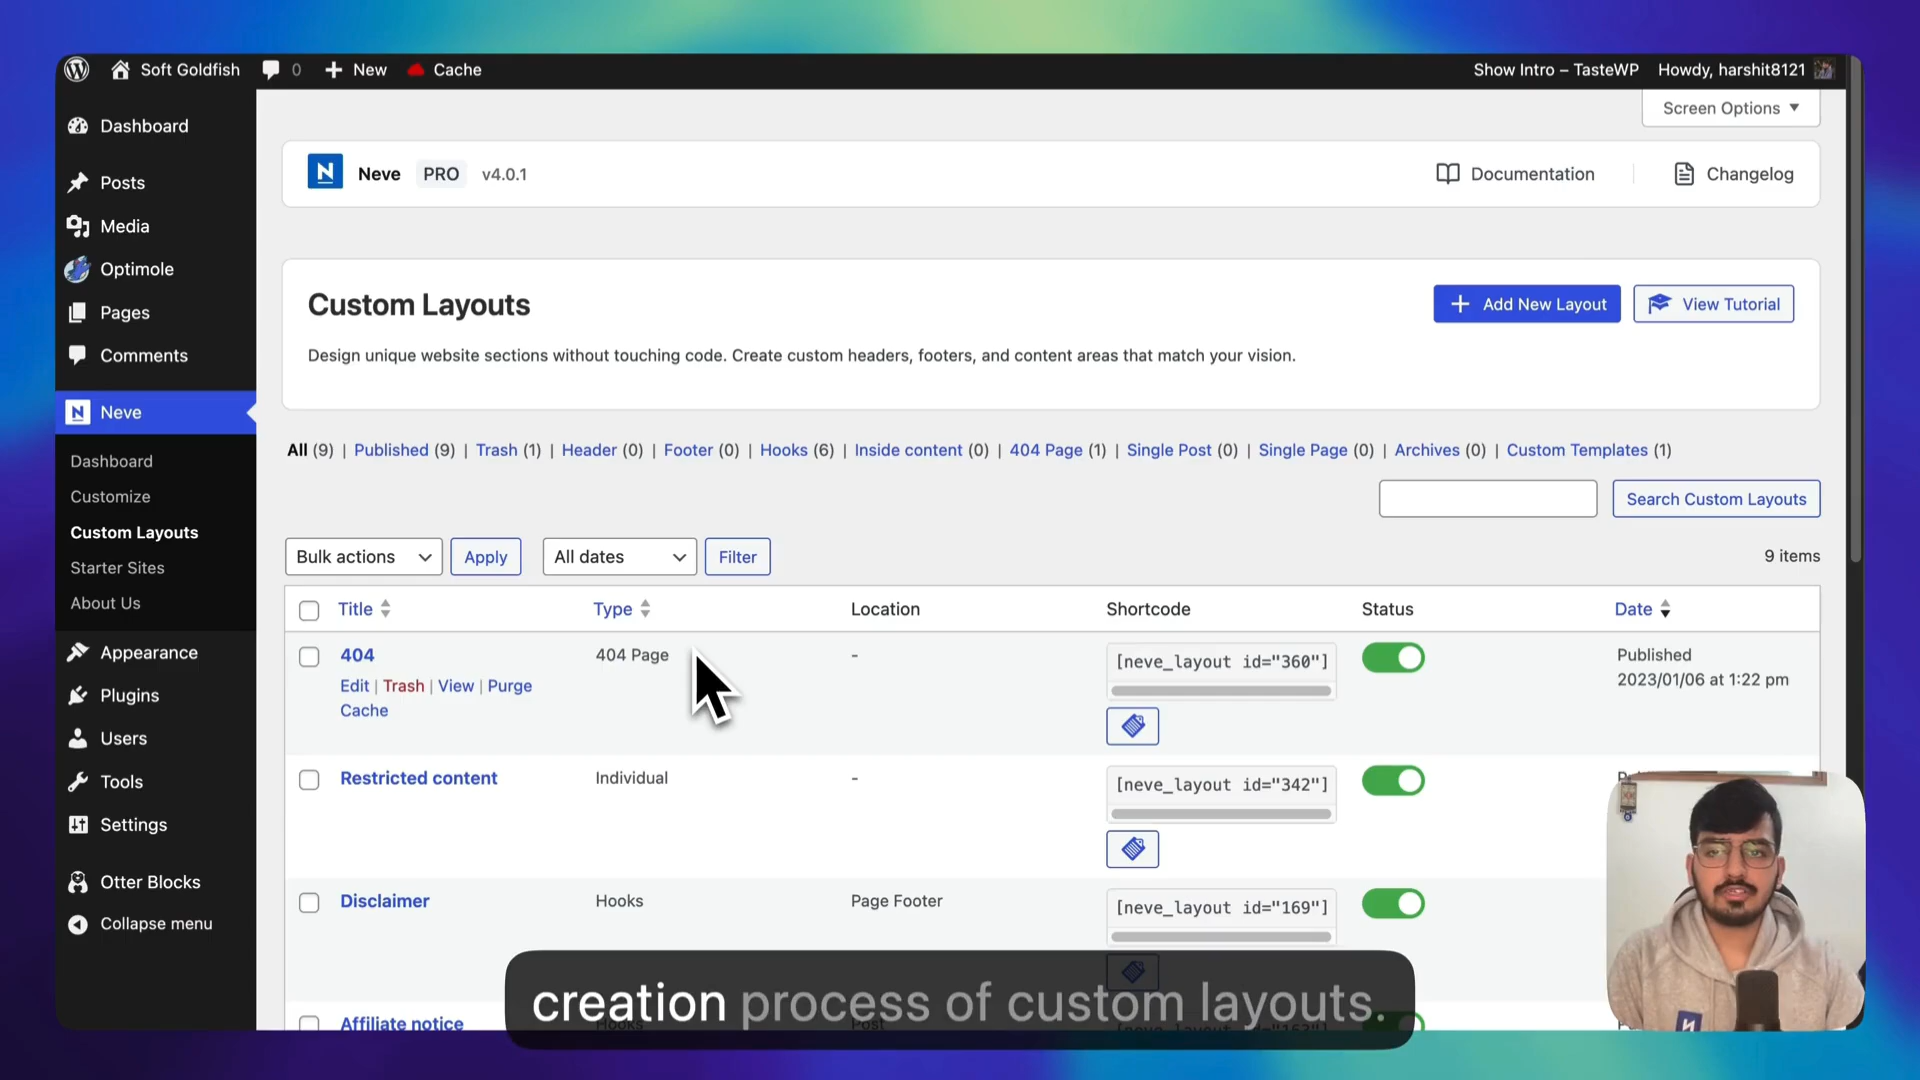 Soft Goldfish 0 New Cache Show Intro – TasteWP Howdy, harshit8121
Screen Options
Dashboard
Posts
Media
Optimole
Pages
Comments
Neve
Dashboard
Customize
Custom Layouts
Starter Sites
About Us
Appearance
Plugins
Users
Tools
Settings
Otter Blocks
Collapse menu
N Neve PRO v4.0.1 Documentation Changelog
Custom Layouts
Add New Layout View Tutorial
Design unique website sections without touching code. Create custom headers, footers, and content areas that match your vision.
All (9) | Published (9) | Trash (1) | Header (0) | Footer (0) | Hooks (6) | Inside content (0) | 404 Page (1) | Single Post (0) | Single Page (0) | Archives (0) | Custom Templates (1)
Search Custom Layouts
Bulk actions Apply All dates Filter 9 items
Title Type Location Shortcode Status Date
404 404 Page - [neve_layout id="360"] Published
Edit | Trash | View | Purge 2023/01/06 at 1:22 pm
Cache
Restricted content Individual - [neve_layout id="342"]
Disclaimer Hooks Page Footer [neve_layout id="169"]
Affiliate notice Hooks Post
creation process of custom layouts.